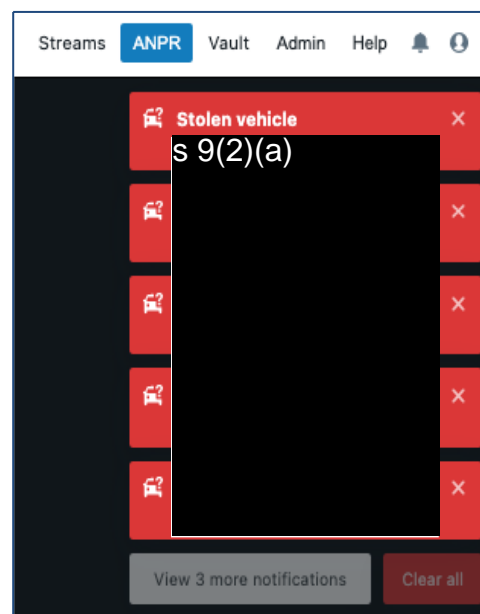 Streams ANPR Vault Admin Help
Stolen vehicle
s 9(2)(a)
View 3 more notifications Clear all